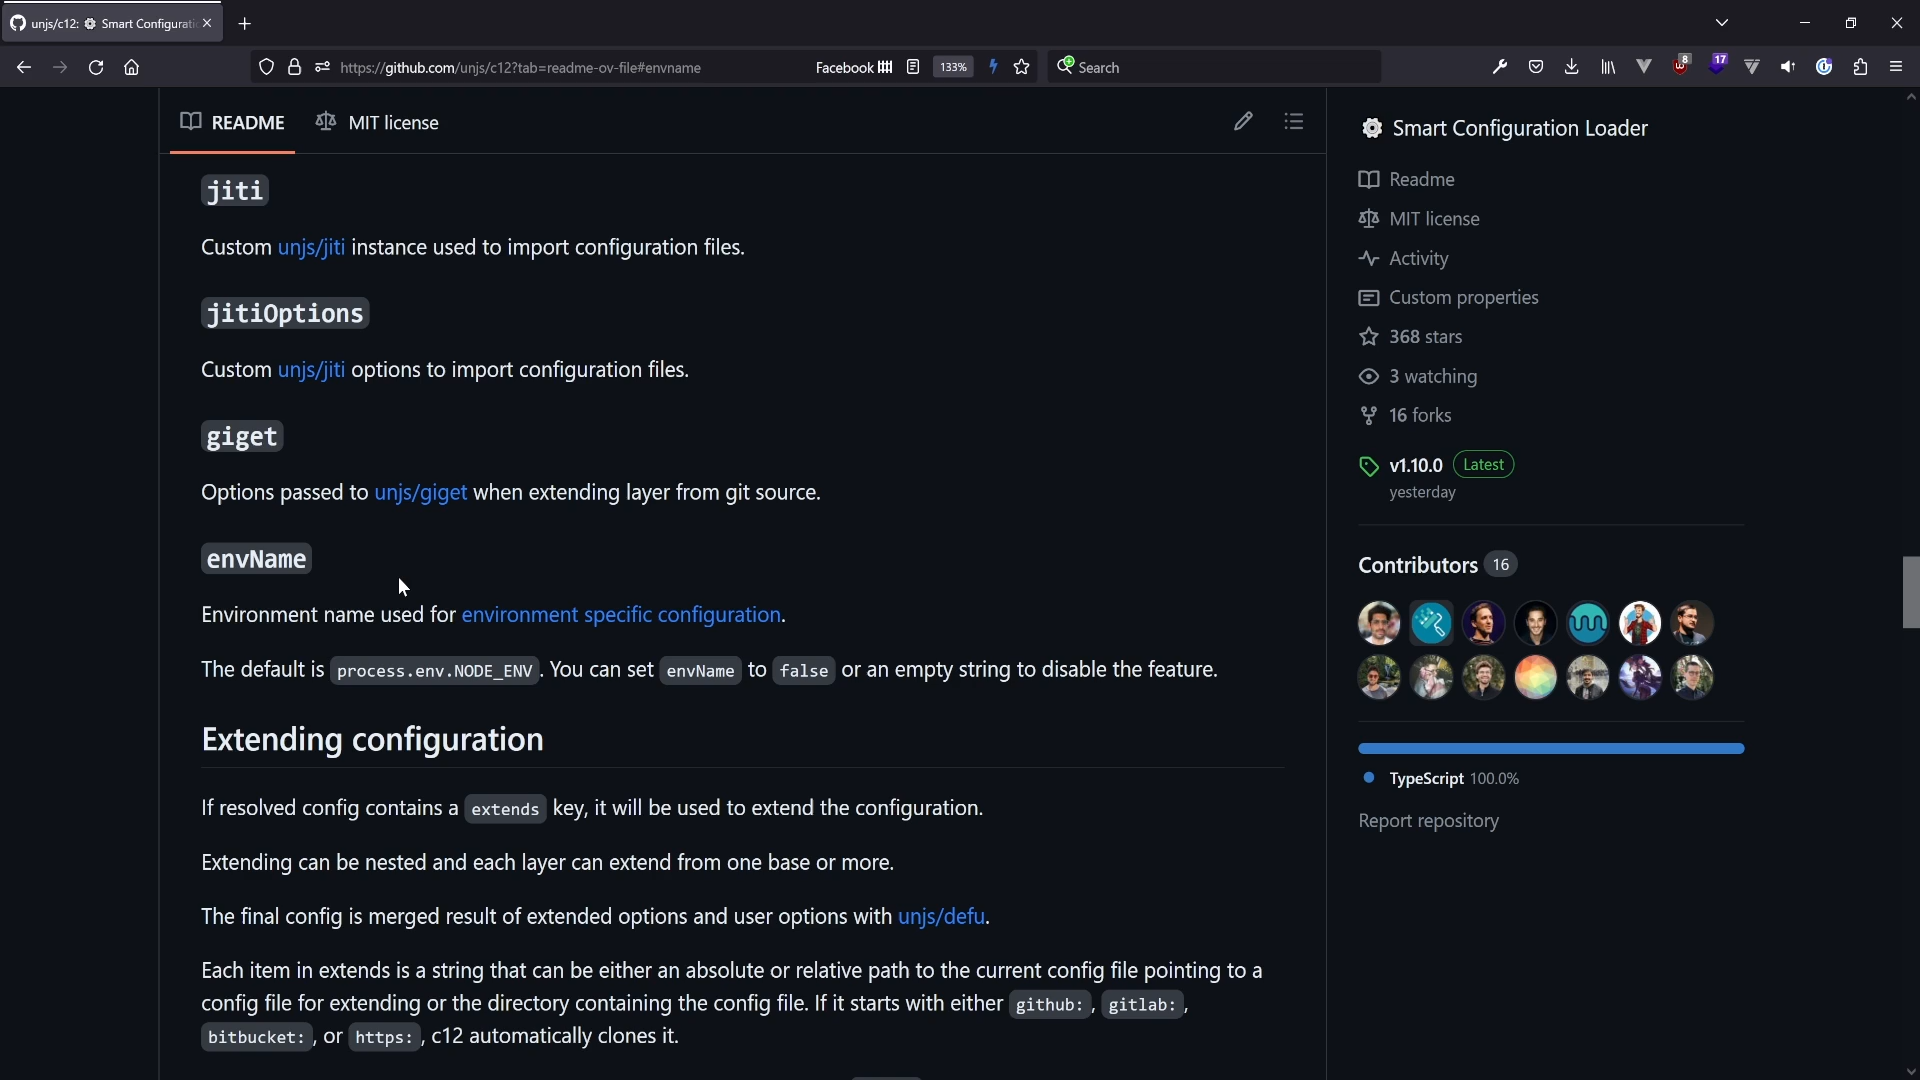 unjs/c12: ⚙ Smart Configurati
https://github.com/unjs/c12?tab=readme-ov-file#envname
Facebook
133%
Search
8
17
README
MIT license
jiti
Custom unjs/jiti instance used to import configuration files.
jitiOptions
Custom unjs/jiti options to import configuration files.
giget
Options passed to unjs/giget when extending layer from git source.
envName
Environment name used for environment specific configuration.
The default is process.env.NODE_ENV. You can set envName to false or an empty string to disable the feature.
Extending configuration
If resolved config contains a extends key, it will be used to extend the configuration.
Extending can be nested and each layer can extend from one base or more.
The final config is merged result of extended options and user options with unjs/defu.
Each item in extends is a string that can be either an absolute or relative path to the current config file pointing to a
config file for extending or the directory containing the config file. If it starts with either github:, gitlab:,
bitbucket:, or https:, c12 automatically clones it.
⚙ Smart Configuration Loader
Readme
MIT license
Activity
Custom properties
368 stars
3 watching
16 forks
v1.10.0 Latest
yesterday
Contributors 16
TypeScript 100.0%
Report repository